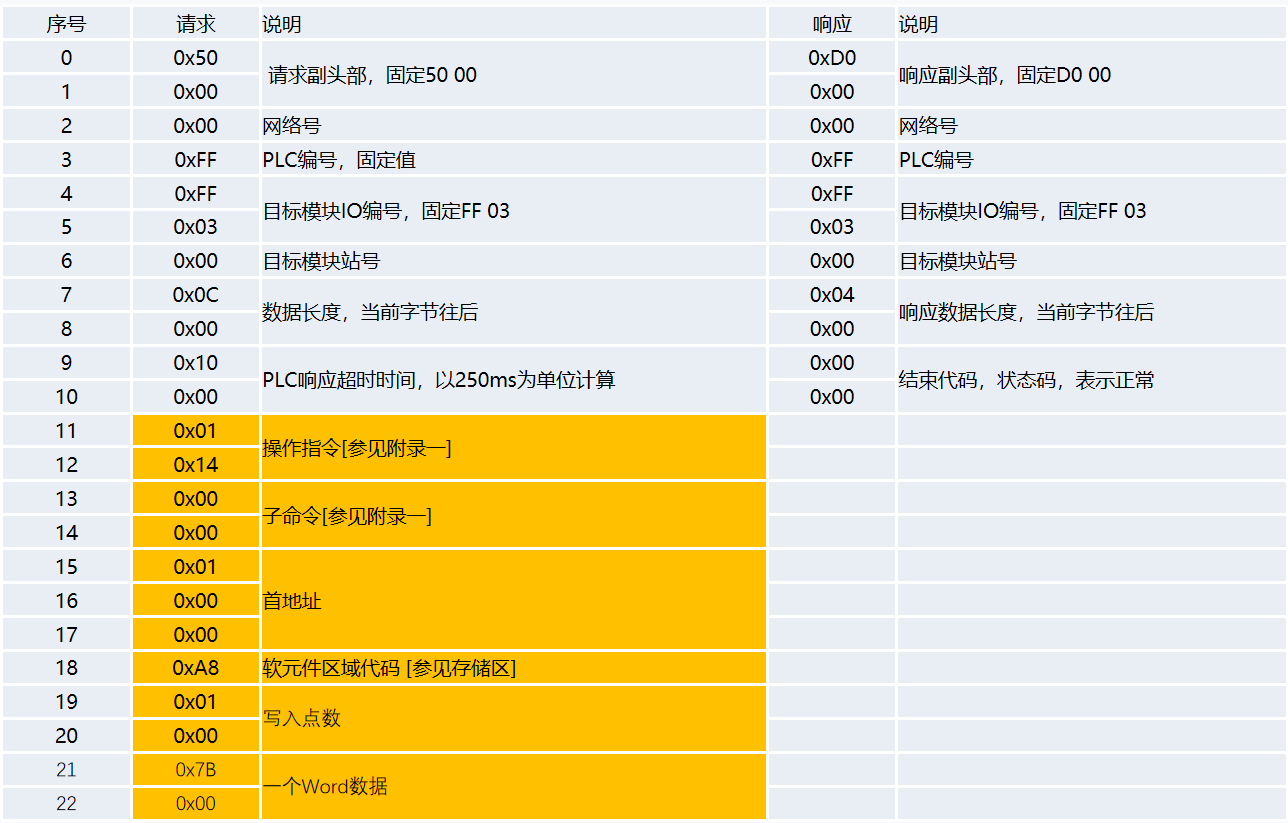 序号 请求 说明 响应 说明
0 0x50 请求副头部，固定50 00 0xD0 响应副头部，固定D0 00
1 0x00 0x00
2 0x00 网络号 0x00 网络号
3 0xFF PLC编号，固定值 0xFF PLC编号
4 0xFF 目标模块IO编号，固定FF 03 0xFF 目标模块IO编号，固定FF 03
5 0x03 0x03
6 0x00 目标模块站号 0x00 目标模块站号
7 0x0C 数据长度，当前字节往后 0x04 响应数据长度，当前字节往后
8 0x00 0x00
9 0x10 PLC响应超时时间，以250ms为单位计算 0x00 结束代码，状态码，表示正常
10 0x00 0x00
11 0x01 操作指令[参见附录一]
12 0x14
13 0x00 子命令[参见附录一]
14 0x00
15 0x01
16 0x00 首地址
17 0x00
18 0xA8 软元件区域代码 [参见存储区]
19 0x01 写入点数
20 0x00
21 0x7B 一个Word数据
22 0x00